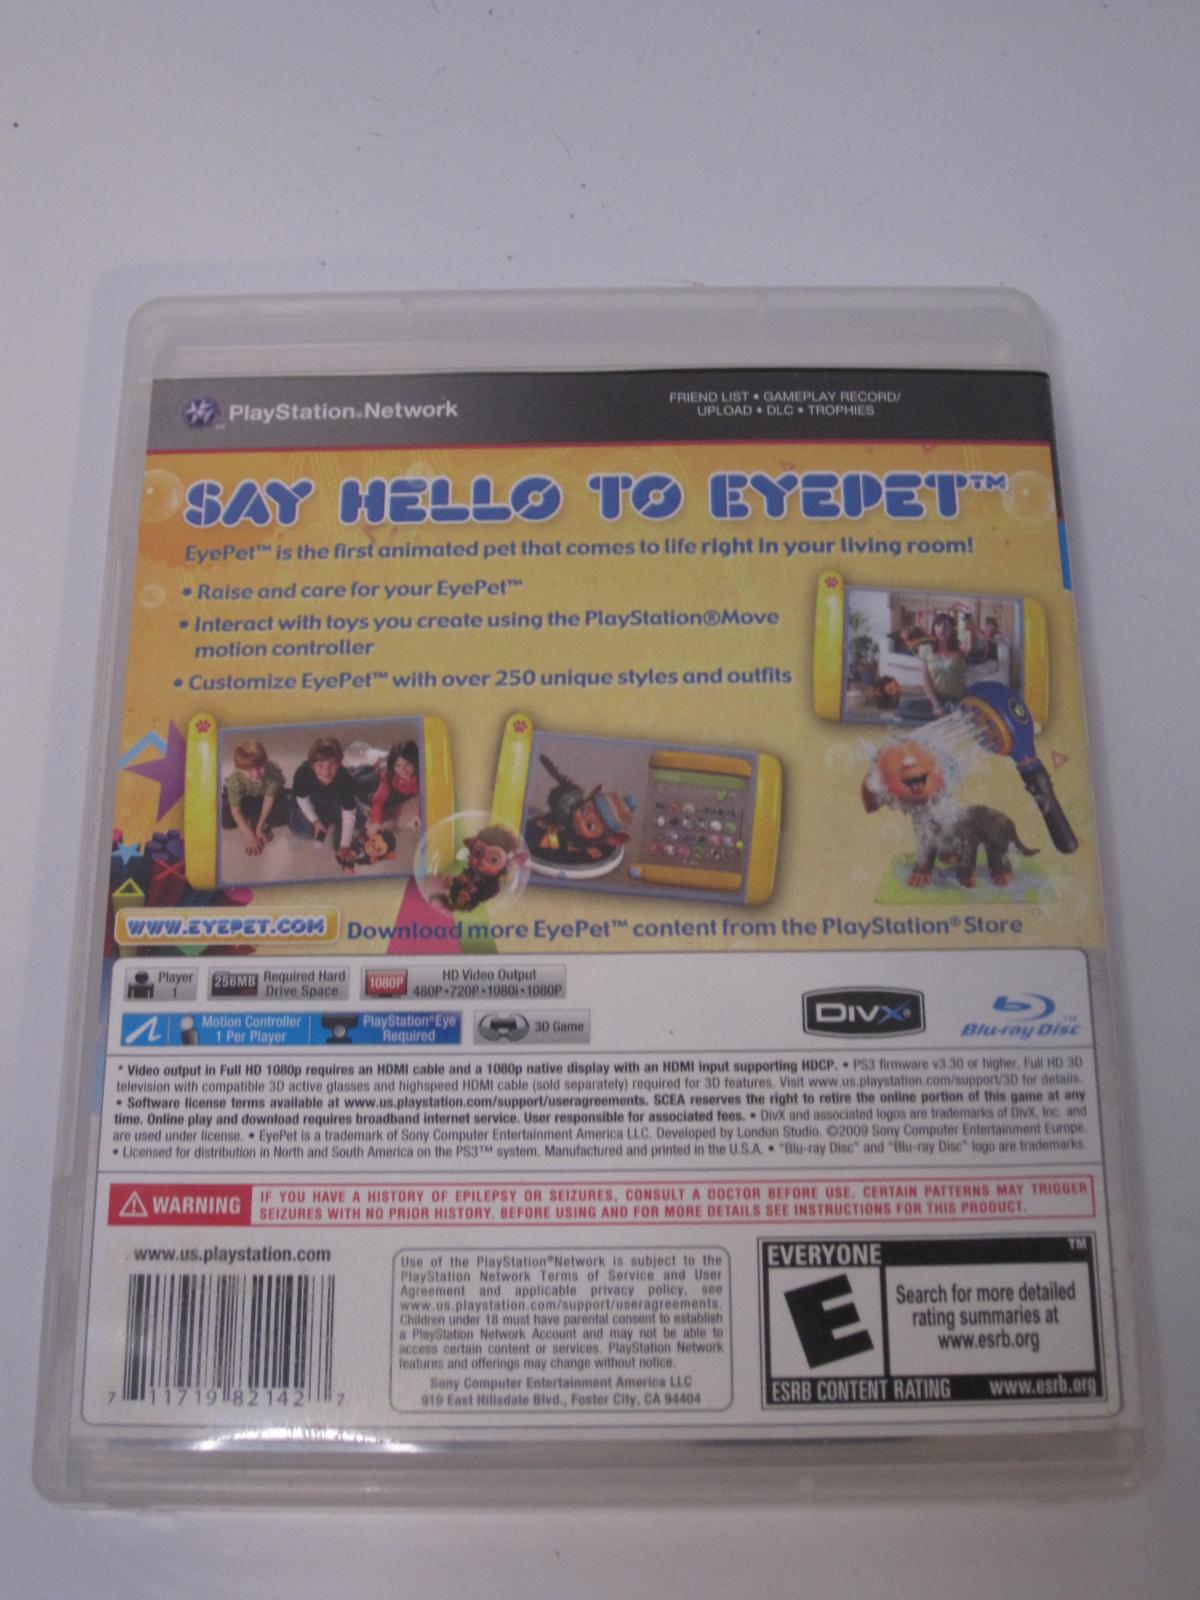 PlayStation®Network
FRIEND LIST • GAMEPLAY RECORD/
UPLOAD • DLC • TROPHIES
SAY HELLO TO EYEPET™
EyePet™ is the first animated pet that comes to life right in your living room!
• Raise and care for your EyePet™
• Interact with toys you create using the PlayStation®Move
motion controller
• Customize EyePet™ with over 250 unique styles and outfits
WWW.EYEPET.COM
Download more EyePet™ content from the PlayStation®Store
Player
1
256MB
Required Hard
Drive Space
1080P
HD Video Output
480P•720P•1080i•1080P
Motion Controller
1 Per Player
PlayStation®Eye
Required
3D Game
DIVX®
Blu-ray Disc™
* Video output in Full HD 1080p requires an HDMI cable and a 1080p native display with an HDMI input supporting HDCP. • PS3 firmware v3.30 or higher, Full HD 3D
television with compatible 3D active glasses and highspeed HDMI cable (sold separately) required for 3D features. Visit www.us.playstation.com/support/3D for details.
• Software license terms available at www.us.playstation.com/support/useragreements. SCEA reserves the right to retire the online portion of this game at any
time. Online play and download requires broadband internet service. User responsible for associated fees. • DivX and associated logos are trademarks of DivX, Inc. and
are used under license. • EyePet is a trademark of Sony Computer Entertainment America LLC. Developed by London Studio. ©2009 Sony Computer Entertainment Europe.
• Licensed for distribution in North and South America on the PS3™ system. Manufactured and printed in the U.S.A. • "Blu-ray Disc" and "Blu-ray Disc" logo are trademarks.
WARNING
IF YOU HAVE A HISTORY OF EPILEPSY OR SEIZURES, CONSULT A DOCTOR BEFORE USE. CERTAIN PATTERNS MAY TRIGGER
SEIZURES WITH NO PRIOR HISTORY. BEFORE USING AND FOR MORE DETAILS SEE INSTRUCTIONS FOR THIS PRODUCT.
www.us.playstation.com
7 11719 82142 7
Use of the PlayStation®Network is subject to the
PlayStation Network Terms of Service and User
Agreement and applicable privacy policy, see
www.us.playstation.com/support/useragreements.
Children under 18 must have parental consent to establish
a PlayStation Network Account and may not be able to
access certain content or services. PlayStation Network
features and offerings may change without notice.
Sony Computer Entertainment America LLC
919 East Hillsdale Blvd., Foster City, CA 94404
EVERYONE
TM
E
Search for more detailed
rating summaries at
www.esrb.org
ESRB CONTENT RATING www.esrb.org